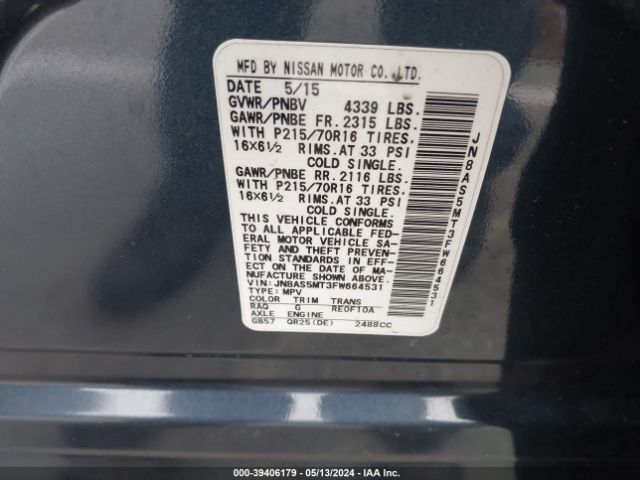 MFD BY NISSAN MOTOR CO., LTD.
DATE 5/15
GVWR/PNBV 4339 LBS.
GAWR/PNBE FR. 2315 LBS.
WITH P215/70R16 TIRES.
16X6½ RIMS. AT 33 PSI
COLD SINGLE.
GAWR/PNBE RR. 2116 LBS.
WITH P215/70R16 TIRES.
16X6½ RIMS. AT 33 PSI
COLD SINGLE.
THIS VEHICLE CONFORMS
TO ALL APPLICABLE FED-
ERAL MOTOR VEHICLE SA-
FETY AND THEFT PREVEN-
TION STANDARDS IN EFF-
ECT ON THE DATE OF MA-
NUFACTURE SHOWN ABOVE.
VIN: JN8AS5MT3FW664531
TYPE: MPV
COLOR TRIM TRANS
RAQ G RE0F10A
AXLE ENGINE
GB57 QR25(DE) 2488CC
JN8AS5MT3FW664531
000-39406179 - 05/13/2024 - IAA Inc.